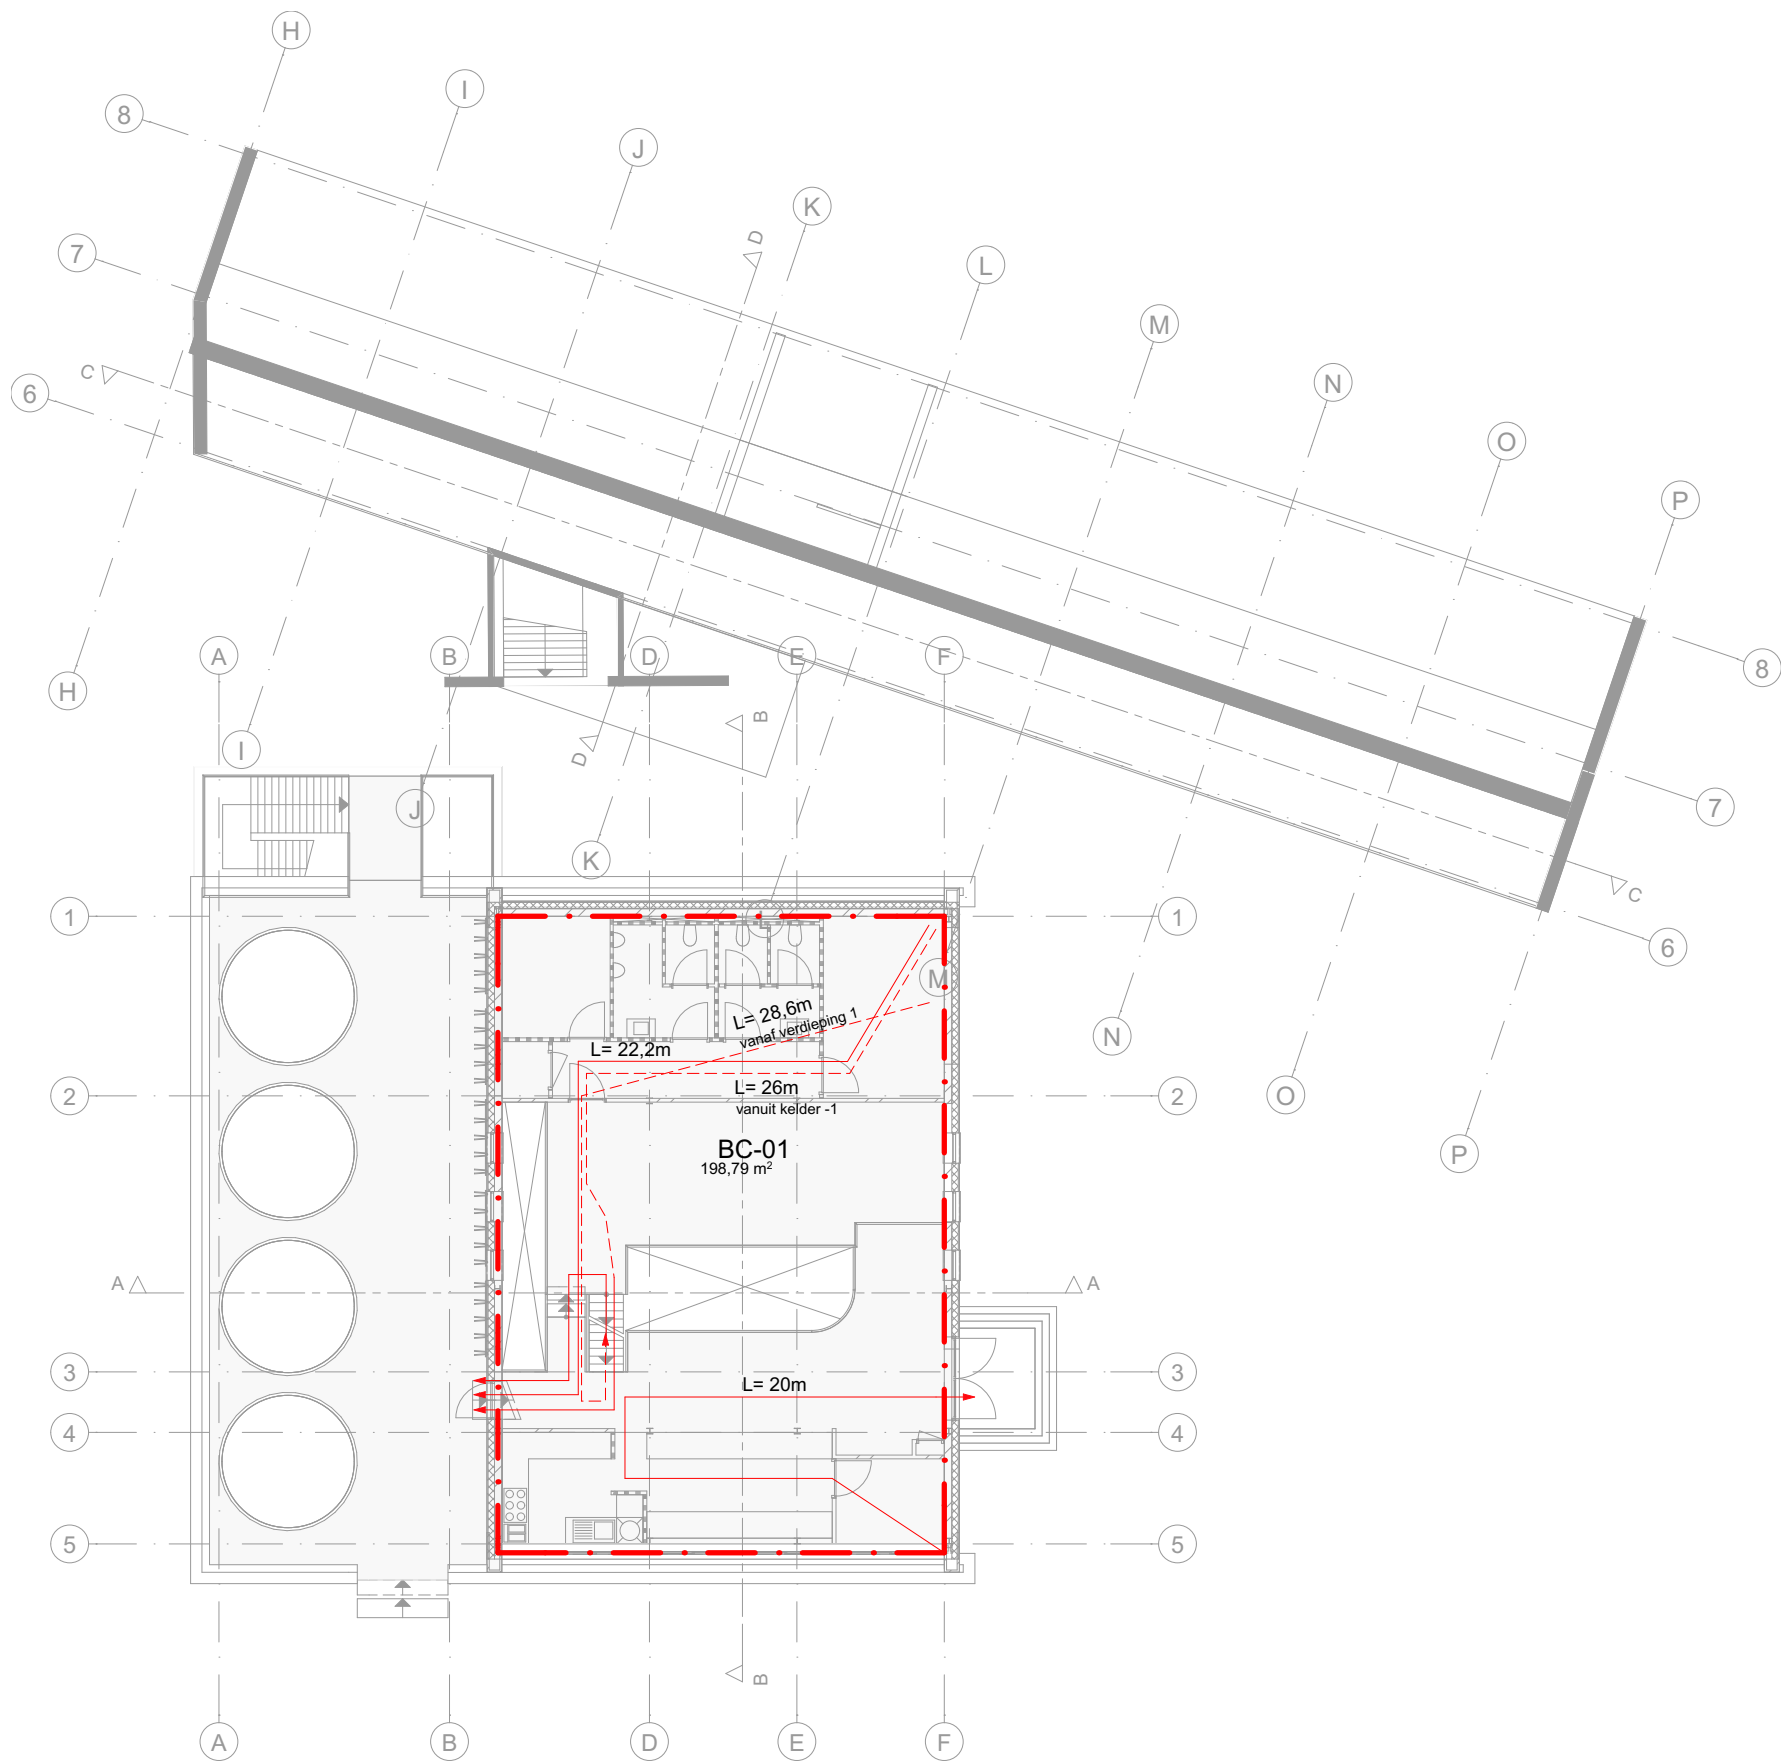 H
I
8
J
K
D
7
L
M
C
N
6
O
P
A
B
D
E
F
8
H
B
I
D
7
J
K
C
1
1
6
M
L= 28,6m
vanaf verdieping 1
N
L= 22,2m
2
L= 26m
2
O
vanuit kelder -1
BC-01
198,79 m²
P
A
A
3
L= 20m
3
4
4
5
5
B
A
B
D
E
F